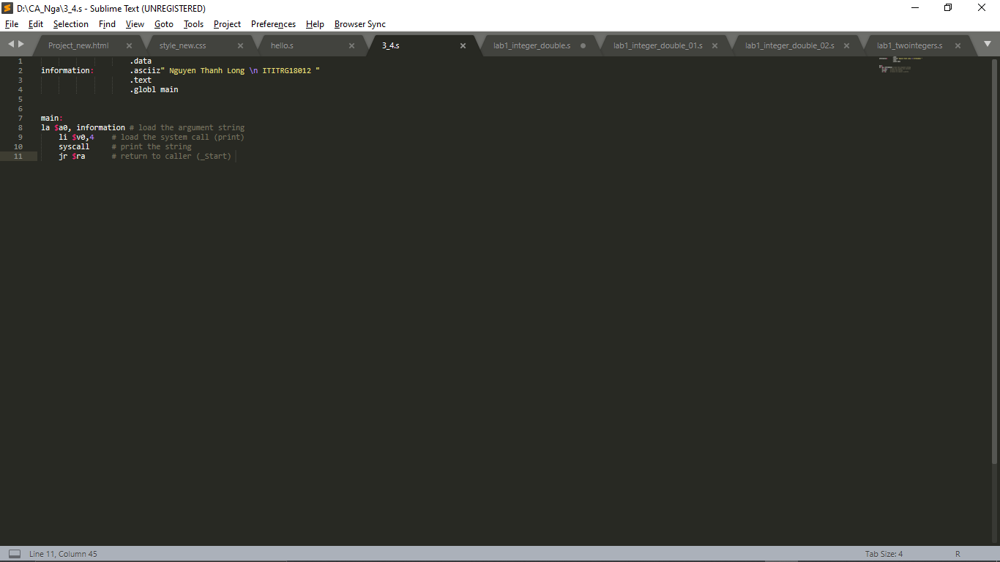 D:\CA_Nga\3_4.s - Sublime Text (UNREGISTERED)
File Edit Selection Find View Goto Tools Project Preferences Help Browser Sync
Project_new.html × style_new.css × hello.s × 3_4.s × lab1_integer_double.s lab1_integer_double_01.s × lab1_integer_double_02.s × lab1_twointegers.s ×
1 .data
2 information: .asciiz" Nguyen Thanh Long \n ITITRG18012 "
3 .text
4 .globl main
5
6
7 main:
8 la $a0, information # load the argument string
9 li $v0,4 # load the system call (print)
10 syscall # print the string
11 jr $ra # return to caller (_Start)
Line 11, Column 45 Tab Size: 4 R